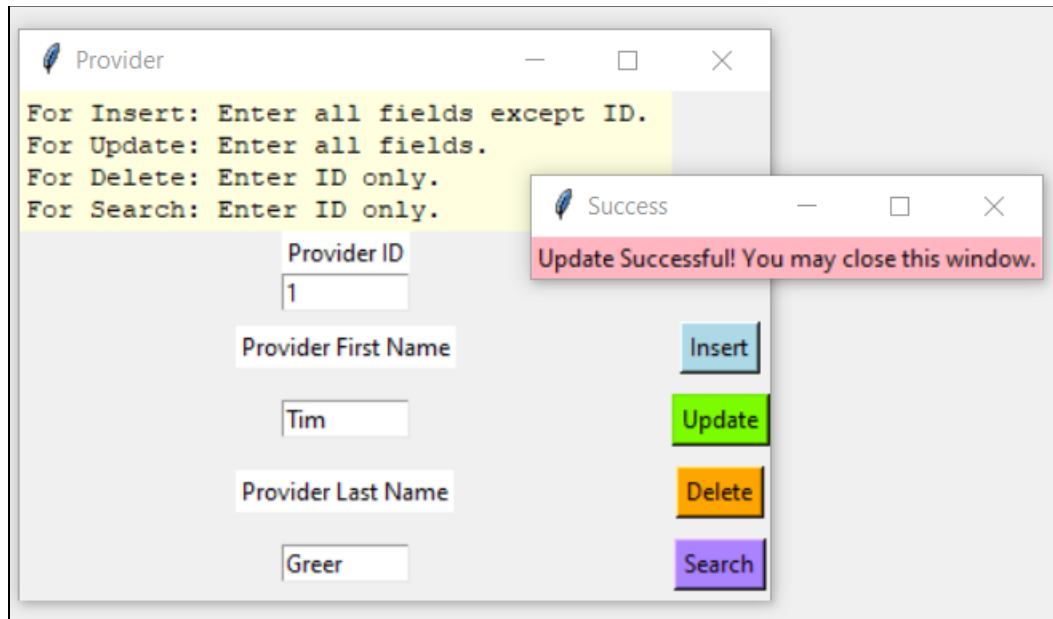 Provider
For Insert: Enter all fields except ID.
For Update: Enter all fields.
For Delete: Enter ID only.
For Search: Enter ID only.
Success
Update Successful! You may close this window.
Provider ID
1
Provider First Name
Insert
Tim
Update
Provider Last Name
Delete
Greer
Search